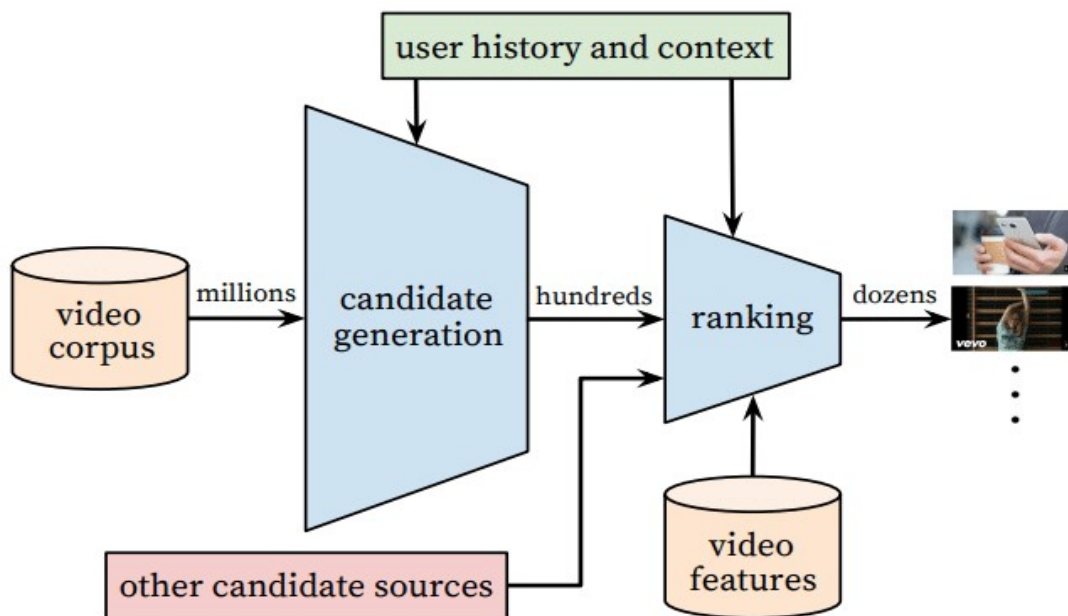 user history and context
millions
candidate
generation
hundreds
ranking
dozens
video
corpus
vevo
other candidate sources
video
features